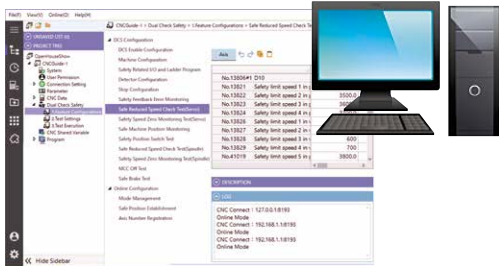 File(F) View(V) Online(O) Help(H)
UNSAVED LIST (0)
PROJECT TREE
OpenHouseShow
CNCGuide-I
System
User Permission
Connection Setting
Parameter
CNC Data
Dual Check Safety
1.Feature Configurations
2.Test Settings
3.Test Execution
CNC Shared Variable
Program
Hide Sidebar
CNCGuide-I > Dual Check Safety > 1.Feature Configurations > Safe Reduced Speed Check
DCS Configuration
DCS Enable Configuration
Machine Configuration
Safety Related I/O and Ladder Program
Detector Configuration
Stop Configuration
Safety Feedback Error Monitoring
Safe Reduced Speed Check Test(Servo)
Safety Speed Zero Monitoring Test(Servo)
Safe Machine Position Monitoring
Safety Position Switch Test
Safe Reduced Speed Check Test(Spindle)
Safety Speed Zero Monitoring Test(Spindle)
MCC Off Test
Safe Brake Test
Online Configuration
Mode Management
Safe Position Establishment
Axis Number Registration
Axis
No.13806#1 D10
No.13821 Safety limit speed 1 in
No.13822 Safety limit speed 2 in 3500.0
No.13823 Safety limit speed 3 in
No.13824 Safety limit speed 4 in
No.13826 Safety limit speed 1 in
No.13827 Safety limit speed 2 in
No.13828 Safety limit speed 3 in 600
No.13829 Safety limit speed 4 in 700
No.41019 Safety limit speed 5 in 3800.0
DESCRIPTION
LOG
CNC Connect : 127.0.0.1:8193
Online Mode
CNC Connect : 192.168.1.1:8193
Online Mode
CNC Connect : 192.168.1.1:8193
Online Mode